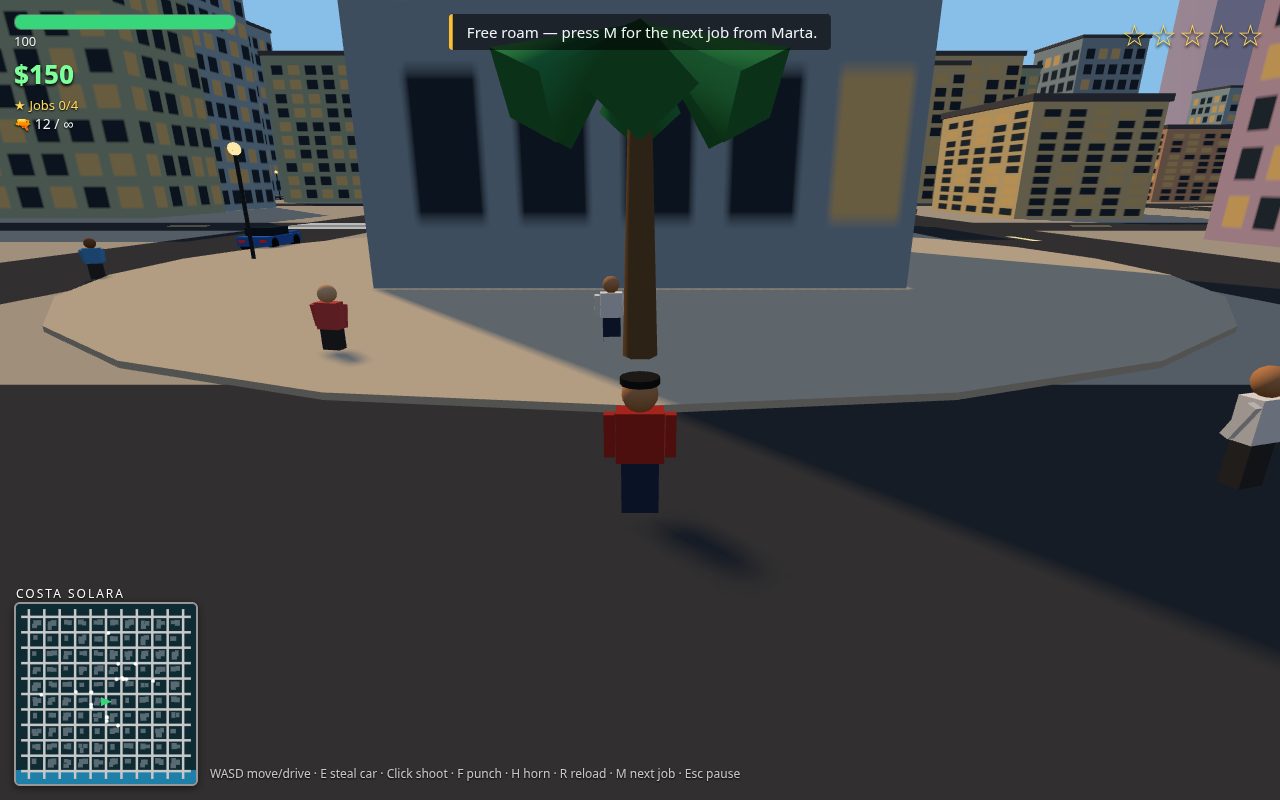 Free roam — press M for the next job from Marta.
100
$150
★ Jobs 0/4
12 / ∞
COSTA SOLARA
WASD move/drive · E steal car · Click shoot · F punch · H horn · R reload · M next job · Esc pause